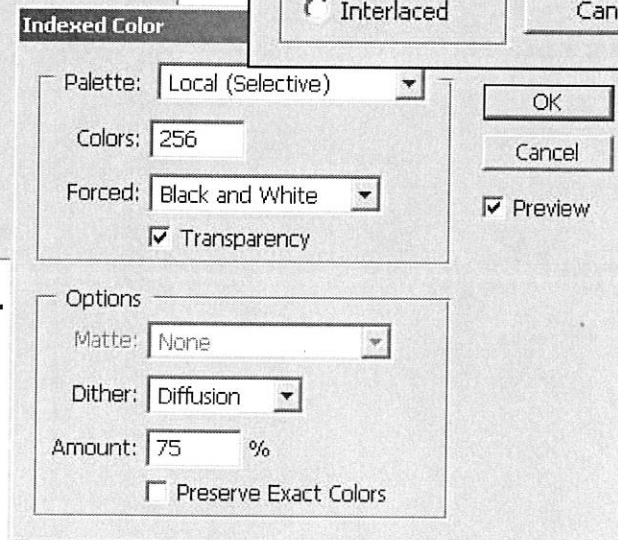 Interlaced
Indexed Color
Palette: Local (Selective)
OK
Colors: 256
Cancel
Forced: Black and White
Preview
Transparency
Options
Matte: None
Dither: Diffusion
Amount: 75 %
Preserve Exact Colors